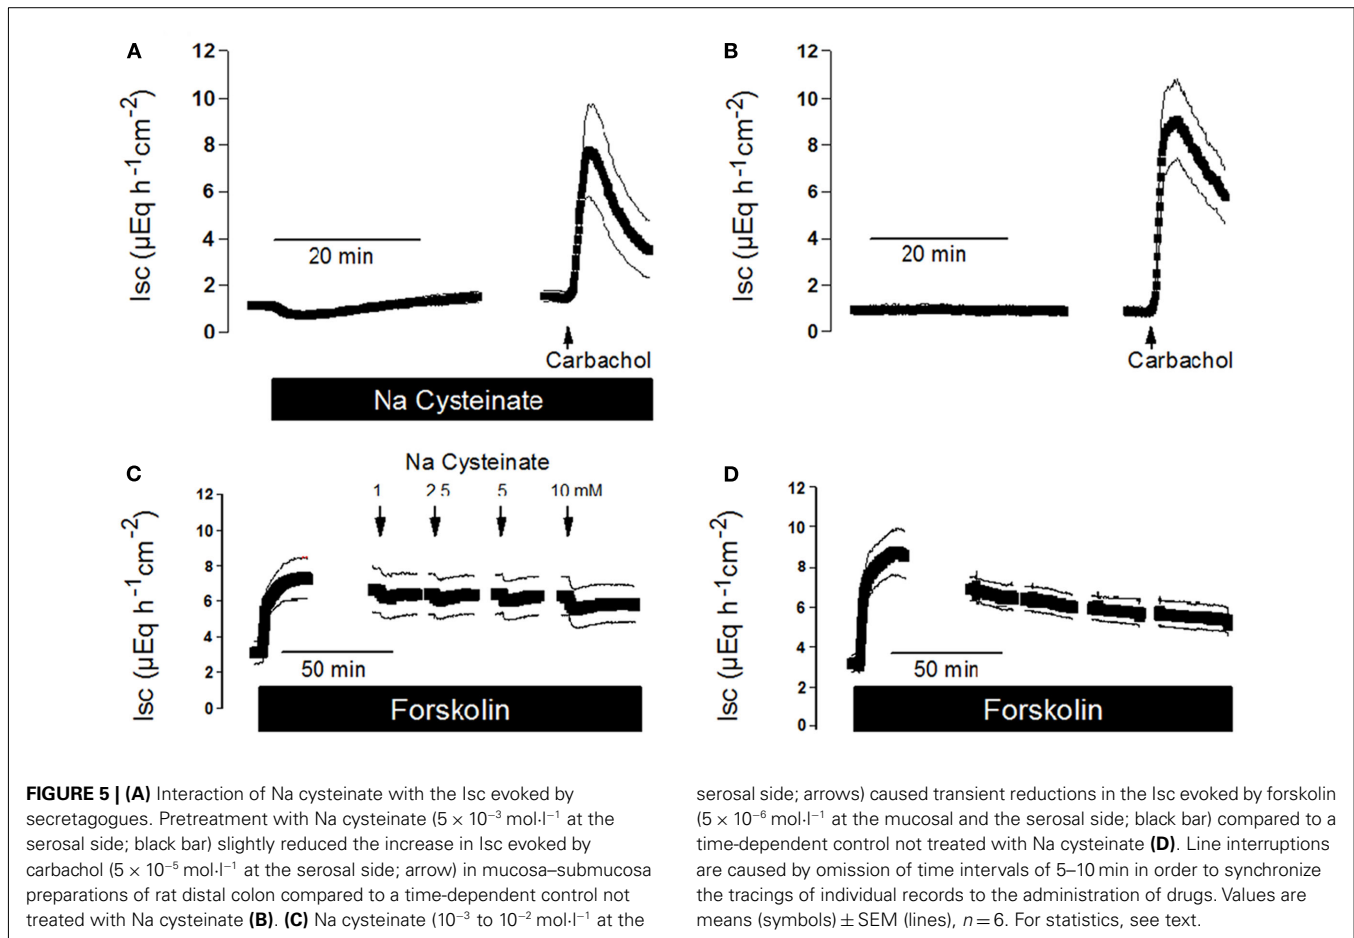 A
B
12
10
8
6
4
2
0
Isc (µEq h⁻¹cm⁻²)
20 min
Carbachol
Na Cysteinate
12
10
8
6
4
2
0
Isc (µEq h⁻¹cm⁻²)
20 min
Carbachol
C
Na Cysteinate
1 2.5 5 10 mM
12
10
8
6
4
2
0
Isc (µEq h⁻¹cm⁻²)
50 min
Forskolin
D
12
10
8
6
4
2
0
Isc (µEq h⁻¹cm⁻²)
50 min
Forskolin
FIGURE 5 | (A) Interaction of Na cysteinate with the Isc evoked by
secretagogues. Pretreatment with Na cysteinate (5 × 10⁻³ mol·l⁻¹ at the
serosal side; black bar) slightly reduced the increase in Isc evoked by
carbachol (5 × 10⁻⁵ mol·l⁻¹ at the serosal side; arrow) in mucosa–submucosa
preparations of rat distal colon compared to a time-dependent control not
treated with Na cysteinate (B). (C) Na cysteinate (10⁻³ to 10⁻² mol·l⁻¹ at the
serosal side; arrows) caused transient reductions in the Isc evoked by forskolin
(5 × 10⁻⁶ mol·l⁻¹ at the mucosal and the serosal side; black bar) compared to a
time-dependent control not treated with Na cysteinate (D). Line interruptions
are caused by omission of time intervals of 5–10 min in order to synchronize
the tracings of individual records to the administration of drugs. Values are
means (symbols) ± SEM (lines), n = 6. For statistics, see text.